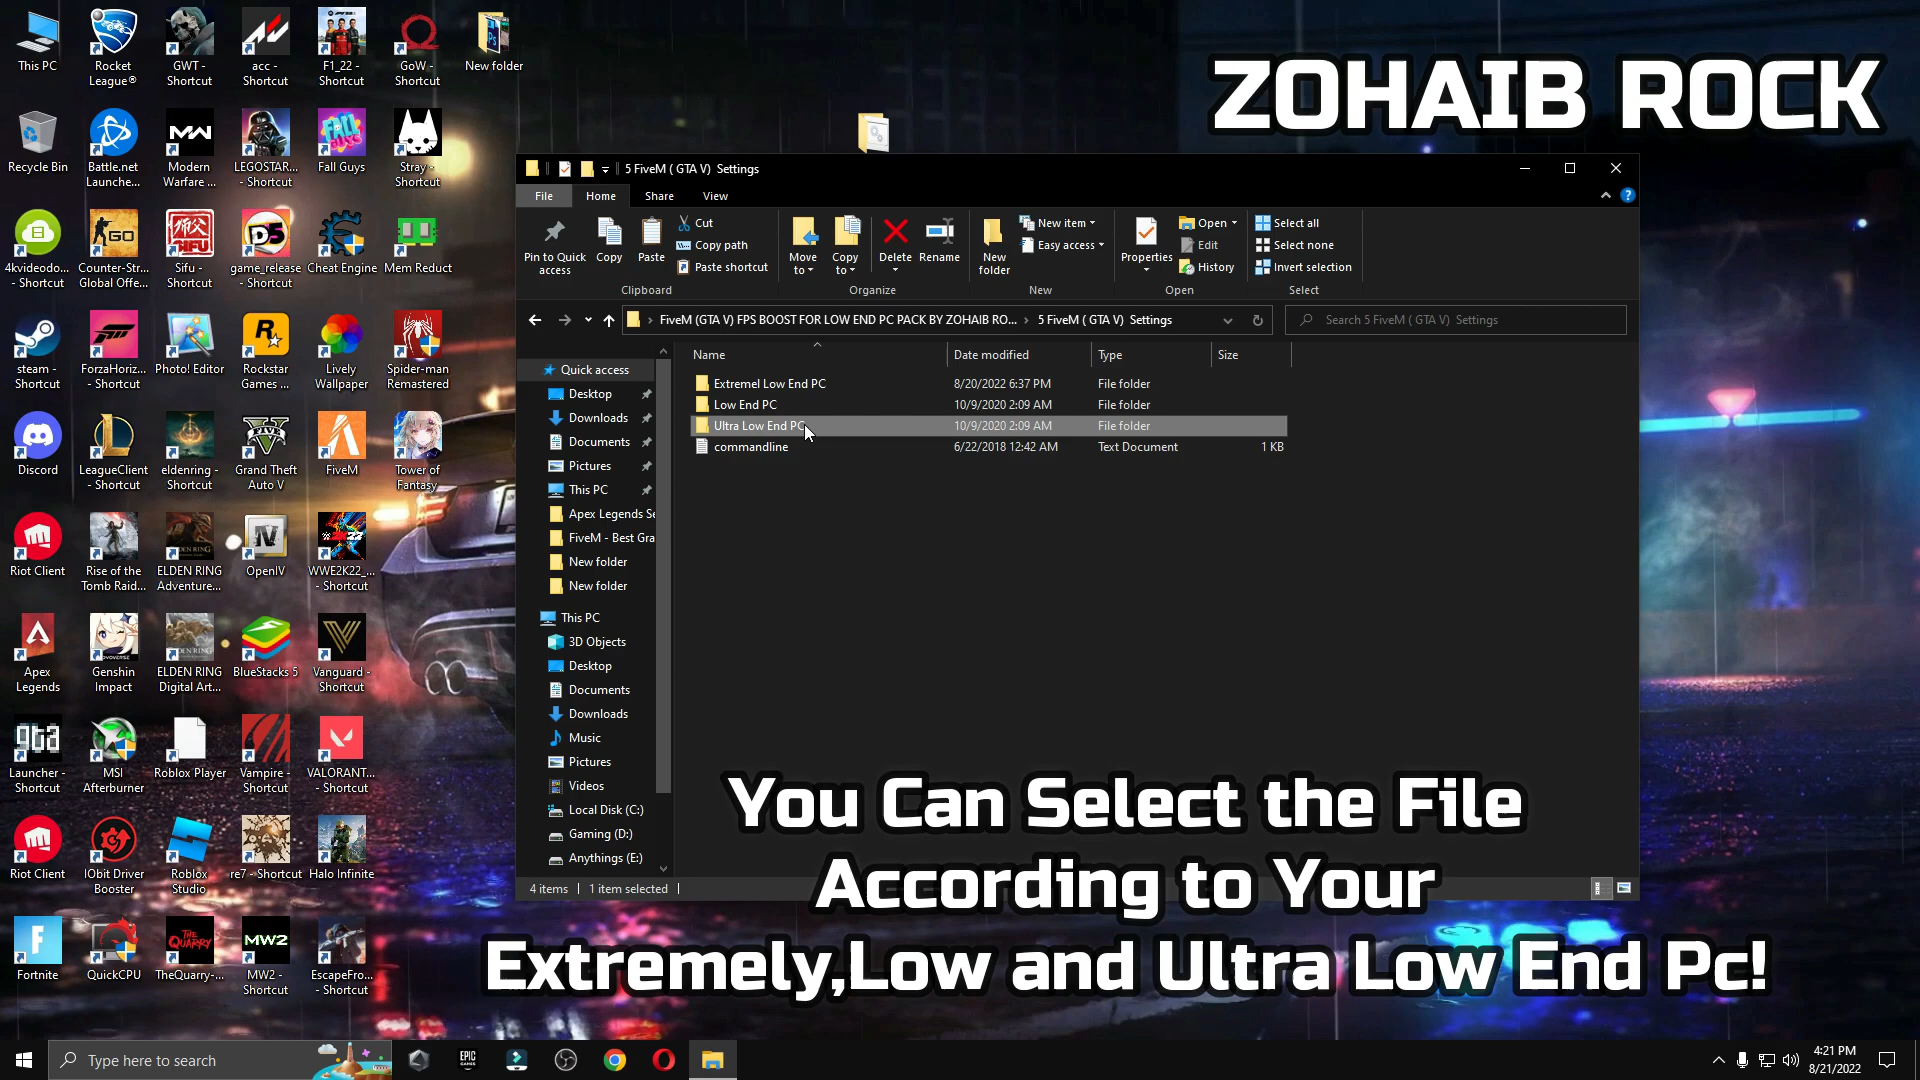 ZOHAIB ROCK
This PC
Rocket League®
GWT - Shortcut
acc - Shortcut
F1_22 - Shortcut
GoW - Shortcut
New folder
Recycle Bin
Battle.net Launche...
Modern Warfare ...
LEGOSTAR... - Shortcut
Fall Guys
Stray - Shortcut
4kvideodo... - Shortcut
Counter-Str... Global Offe...
Sifu - Shortcut
game_release - Shortcut
Cheat Engine
Mem Reduct
steam - Shortcut
ForzaHoriz... - Shortcut
Photo! Editor
Rockstar Games ...
Lively Wallpaper
Spider-man Remastered
Discord
LeagueClient - Shortcut
eldenring - Shortcut
Grand Theft Auto V
FiveM
Tower of Fantasy
Riot Client
Rise of the Tomb Raid...
ELDEN RING Adventure...
OpenIV
WWE2K22_... - Shortcut
Apex Legends
Genshin Impact
ELDEN RING Digital Art...
BlueStacks 5
Vanguard - Shortcut
Launcher - Shortcut
MSI Afterburner
Roblox Player
Vampire - Shortcut
VALORANT... - Shortcut
Riot Client
IObit Driver Booster
Roblox Studio
re7 - Shortcut
Halo Infinite
Fortnite
QuickCPU
TheQuarry-...
MW2 - Shortcut
EscapeFro... - Shortcut
5 FiveM ( GTA V) Settings
File Home Share View
Pin to Quick access
Copy
Paste
Cut
Copy path
Paste shortcut
Clipboard
Move to
Copy to
Delete
Rename
Organize
New folder
New item
Easy access
New
Properties
Open
Edit
History
Open
Select all
Select none
Invert selection
Select
FiveM (GTA V) FPS BOOST FOR LOW END PC PACK BY ZOHAIB RO... › 5 FiveM ( GTA V) Settings
Search 5 FiveM ( GTA V) Settings
Quick access
Desktop
Downloads
Documents
Pictures
This PC
Apex Legends Se
FiveM - Best Gra
New folder
New folder
This PC
3D Objects
Desktop
Documents
Downloads
Music
Pictures
Videos
Local Disk (C:)
Gaming (D:)
Anythings (E:)
Name Date modified Type Size
Extremel Low End PC 8/20/2022 6:37 PM File folder
Low End PC 10/9/2020 2:09 AM File folder
Ultra Low End PC 10/9/2020 2:09 AM File folder
commandline 6/22/2018 12:42 AM Text Document 1 KB
4 items 1 item selected
You Can Select the File
According to Your
Extremely,Low and Ultra Low End Pc!
Type here to search
4:21 PM
8/21/2022